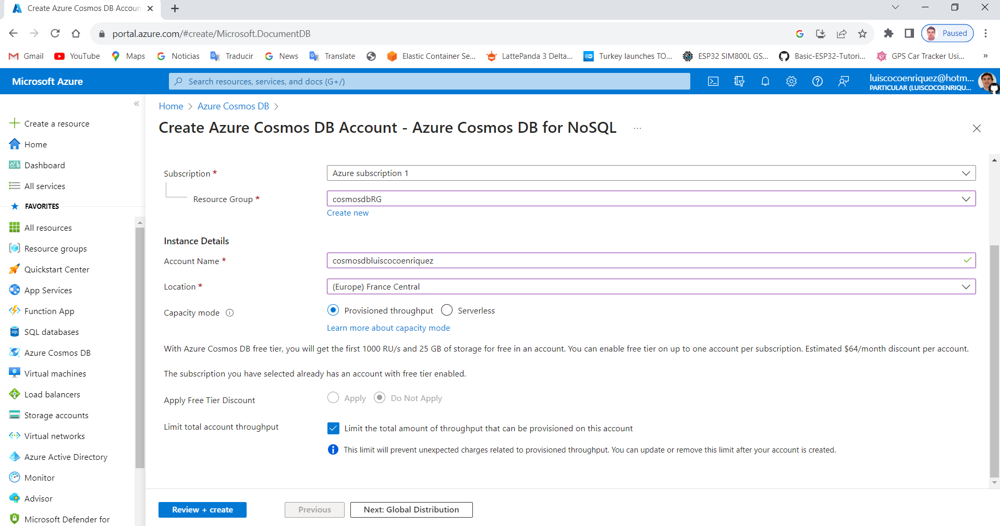 Create Azure Cosmos DB Accoun
portal.azure.com/#create/Microsoft.DocumentDB
Paused
Gmail
YouTube
Maps
Noticias
Traducir
News
Translate
Elastic Container Se...
LattePanda 3 Delta...
Turkey launches TO...
ESP32 SIM800L GS...
Basic-ESP32-Tutori...
GPS Car Tracker Usi...
»
Microsoft Azure
Search resources, services, and docs (G+/)
luiscocoenriquez@hotm...
PARTICULAR (LUISCOCOENRIQU...
«
Create a resource
Home
Dashboard
All services
FAVORITES
All resources
Resource groups
Quickstart Center
App Services
Function App
SQL databases
Azure Cosmos DB
Virtual machines
Load balancers
Storage accounts
Virtual networks
Azure Active Directory
Monitor
Advisor
Microsoft Defender for
Home > Azure Cosmos DB >
Create Azure Cosmos DB Account - Azure Cosmos DB for NoSQL ...
Subscription *
Azure subscription 1
Resource Group *
cosmosdbRG
Create new
Instance Details
Account Name *
cosmosdbluiscocoenriquez
Location *
(Europe) France Central
Capacity mode
Provisioned throughput
Serverless
Learn more about capacity mode
With Azure Cosmos DB free tier, you will get the first 1000 RU/s and 25 GB of storage for free in an account. You can enable free tier on up to one account per subscription. Estimated $64/month discount per account.
The subscription you have selected already has an account with free tier enabled.
Apply Free Tier Discount
Apply
Do Not Apply
Limit total account throughput
Limit the total amount of throughput that can be provisioned on this account
This limit will prevent unexpected charges related to provisioned throughput. You can update or remove this limit after your account is created.
Review + create
Previous
Next: Global Distribution